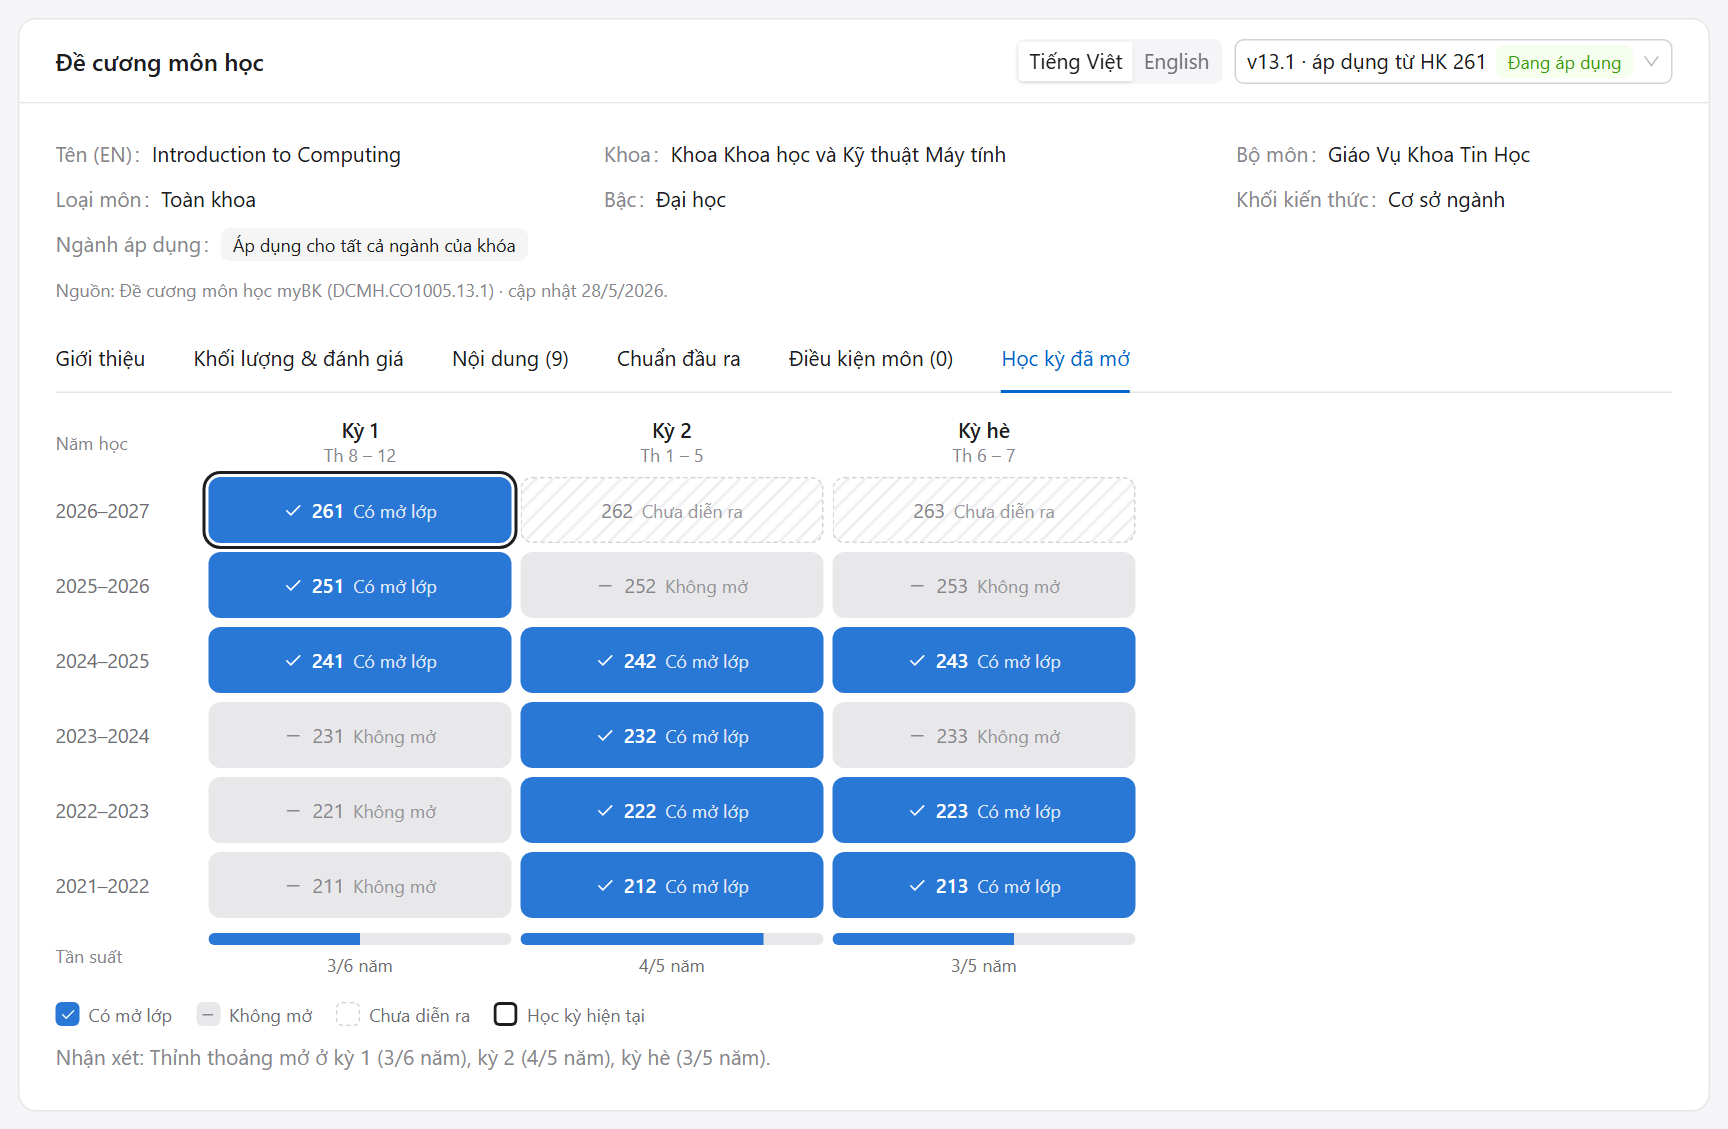 Đề cương môn học
Tiếng Việt English v13.1 · áp dụng từ HK 261 Đang áp dụng
Tên (EN): Introduction to Computing Khoa: Khoa Khoa học và Kỹ thuật Máy tính Bộ môn: Giáo Vụ Khoa Tin Học
Loại môn: Toàn khoa Bậc: Đại học Khối kiến thức: Cơ sở ngành
Ngành áp dụng: Áp dụng cho tất cả ngành của khóa
Nguồn: Đề cương môn học myBK (DCMH.CO1005.13.1) · cập nhật 28/5/2026.
Giới thiệu Khối lượng & đánh giá Nội dung (9) Chuẩn đầu ra Điều kiện môn (0) Học kỳ đã mở
Năm học Kỳ 1 Kỳ 2 Kỳ hè
Th 8 – 12 Th 1 – 5 Th 6 – 7
2026–2027 261 Có mở lớp 262 Chưa diễn ra 263 Chưa diễn ra
2025–2026 251 Có mở lớp 252 Không mở 253 Không mở
2024–2025 241 Có mở lớp 242 Có mở lớp 243 Có mở lớp
2023–2024 231 Không mở 232 Có mở lớp 233 Không mở
2022–2023 221 Không mở 222 Có mở lớp 223 Có mở lớp
2021–2022 211 Không mở 212 Có mở lớp 213 Có mở lớp
Tần suất 3/6 năm 4/5 năm 3/5 năm
Có mở lớp Không mở Chưa diễn ra Học kỳ hiện tại
Nhận xét: Thỉnh thoảng mở ở kỳ 1 (3/6 năm), kỳ 2 (4/5 năm), kỳ hè (3/5 năm).